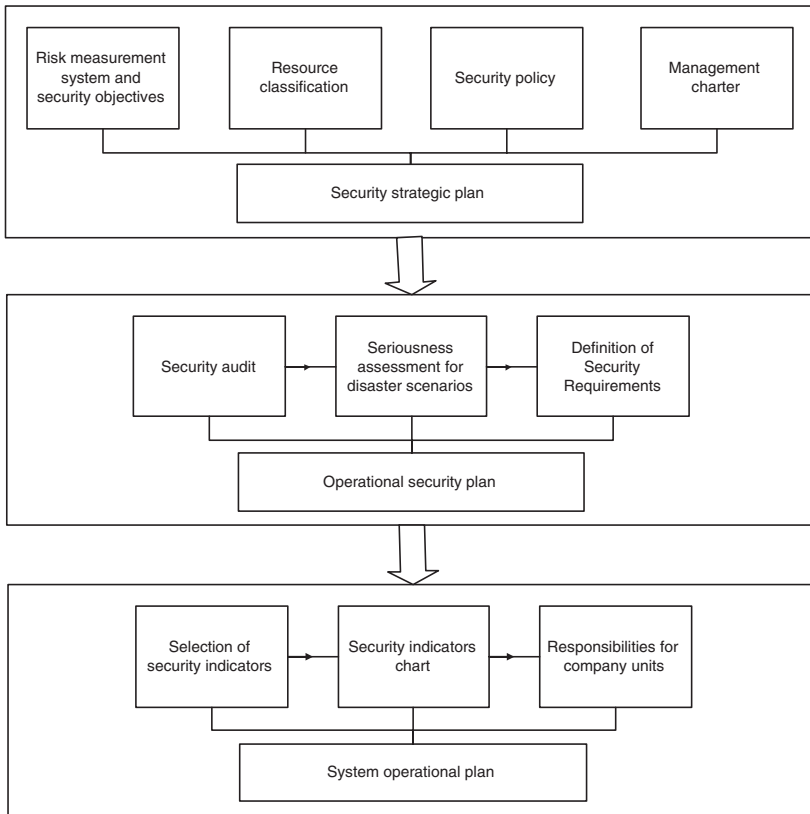 Risk measurement
system and
security objectives
Resource
classification
Security policy
Management
charter
Security strategic plan
Security audit
Seriousness
assessment for
disaster scenarios
Definition of
Security
Requirements
Operational security plan
Selection of
security indicators
Security indicators
chart
Responsibilities for
company units
System operational plan